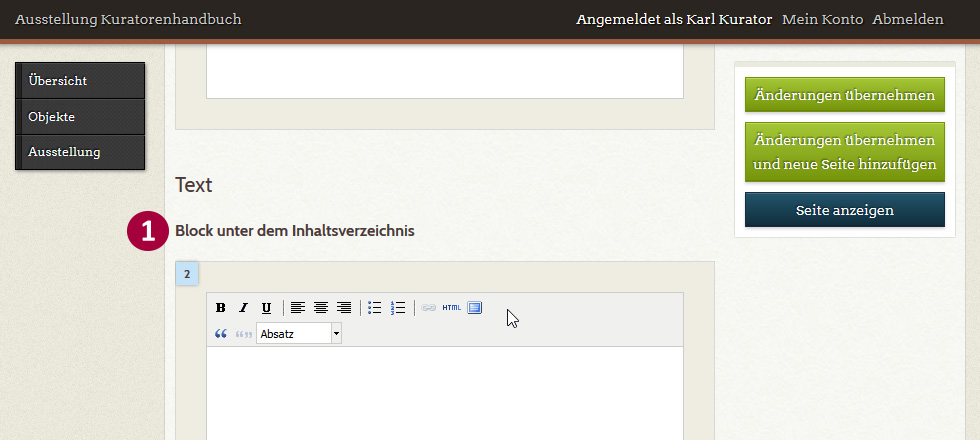 Ausstellung Kuratorenhandbuch
Angemeldet als Karl Kurator Mein Konto Abmelden
Übersicht
Objekte
Ausstellung
Text
1 Block unter dem Inhaltsverzeichnis
2
B I U HTML
Absatz
Änderungen übernehmen
Änderungen übernehmen
und neue Seite hinzufügen
Seite anzeigen